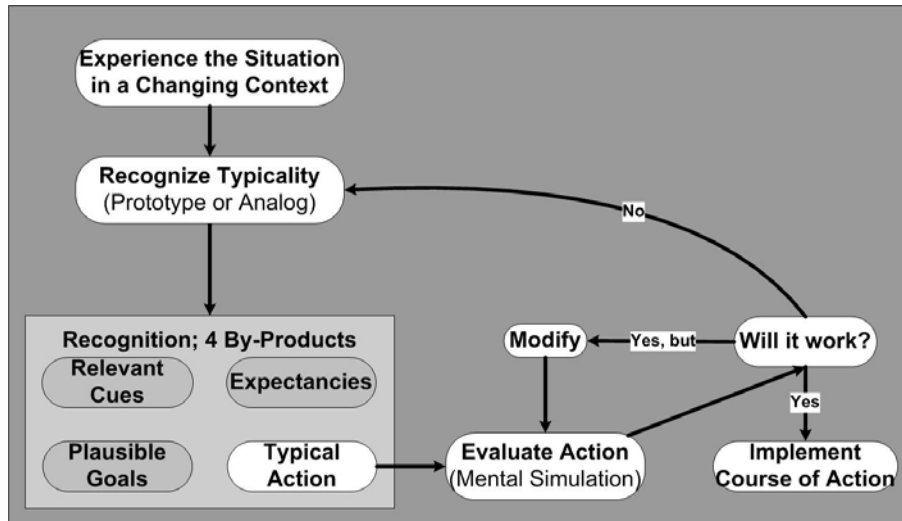 Experience the Situation
in a Changing Context
Recognize Typicality
(Prototype or Analog)
No
Recognition; 4 By-Products
Relevant
Cues
Expectancies
Plausible
Goals
Typical
Action
Modify
Yes, but
Will it work?
Yes
Evaluate Action
(Mental Simulation)
Implement
Course of Action